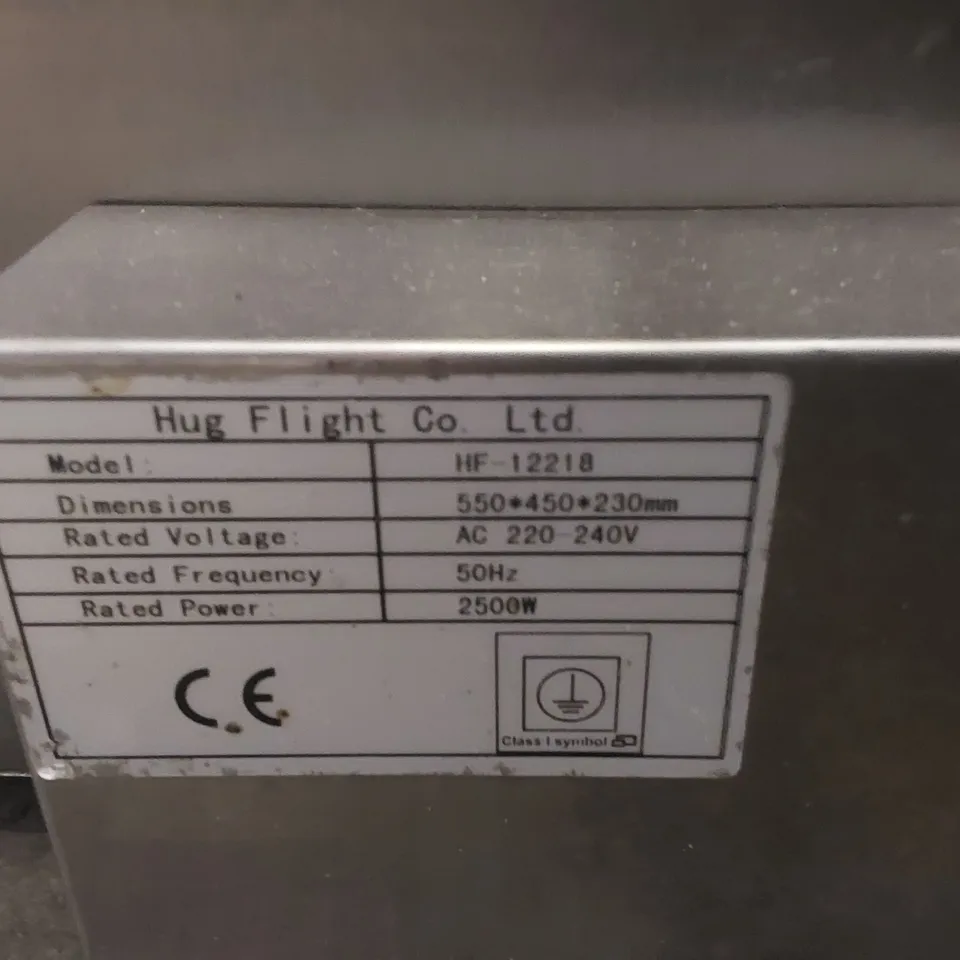 Hug Flight Co. Ltd.
Model: HF-12218
Dimensions 550*450*230mm
Rated Voltage: AC 220-240V
Rated Frequency: 50Hz
Rated Power: 2500W
CE
Class I symbol